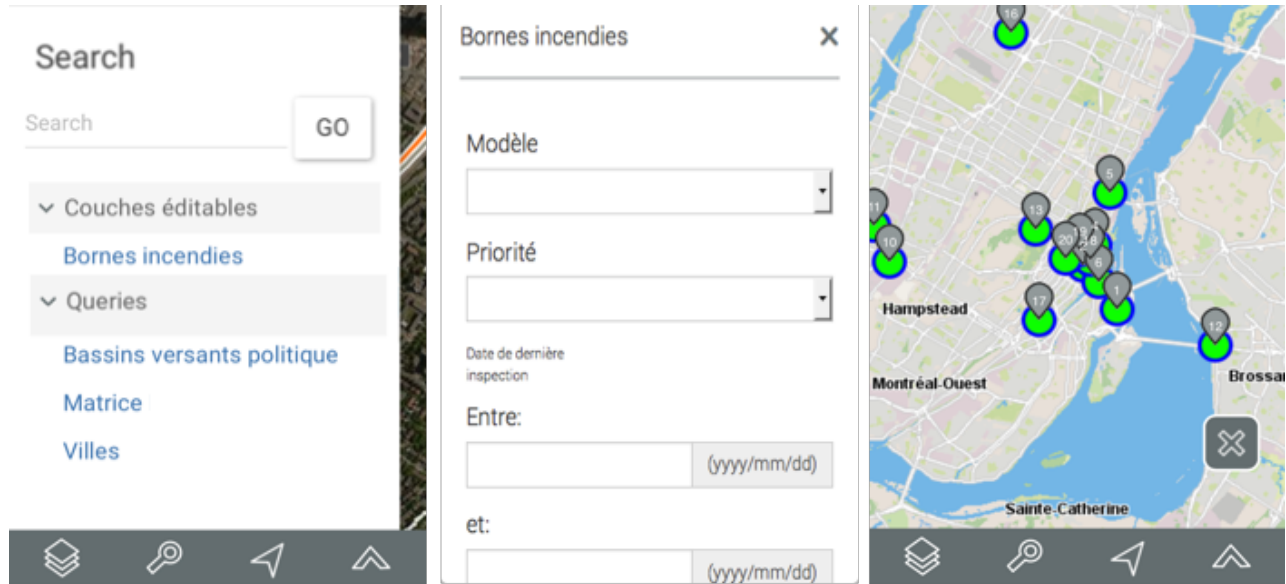 Search
Search
GO
Couches éditables
Bornes incendies
Queries
Bassins versants politique
Matrice
Villes
Bornes incendies
Modèle
Priorité
Date de dernière
inspection
Entre:
(yyyy/mm/dd)
et:
(yyyy/mm/dd)
16
5
11
13
10
20
6
1
17
12
Hampstead
Montréal-Ouest
Brossar
Sainte-Catherine